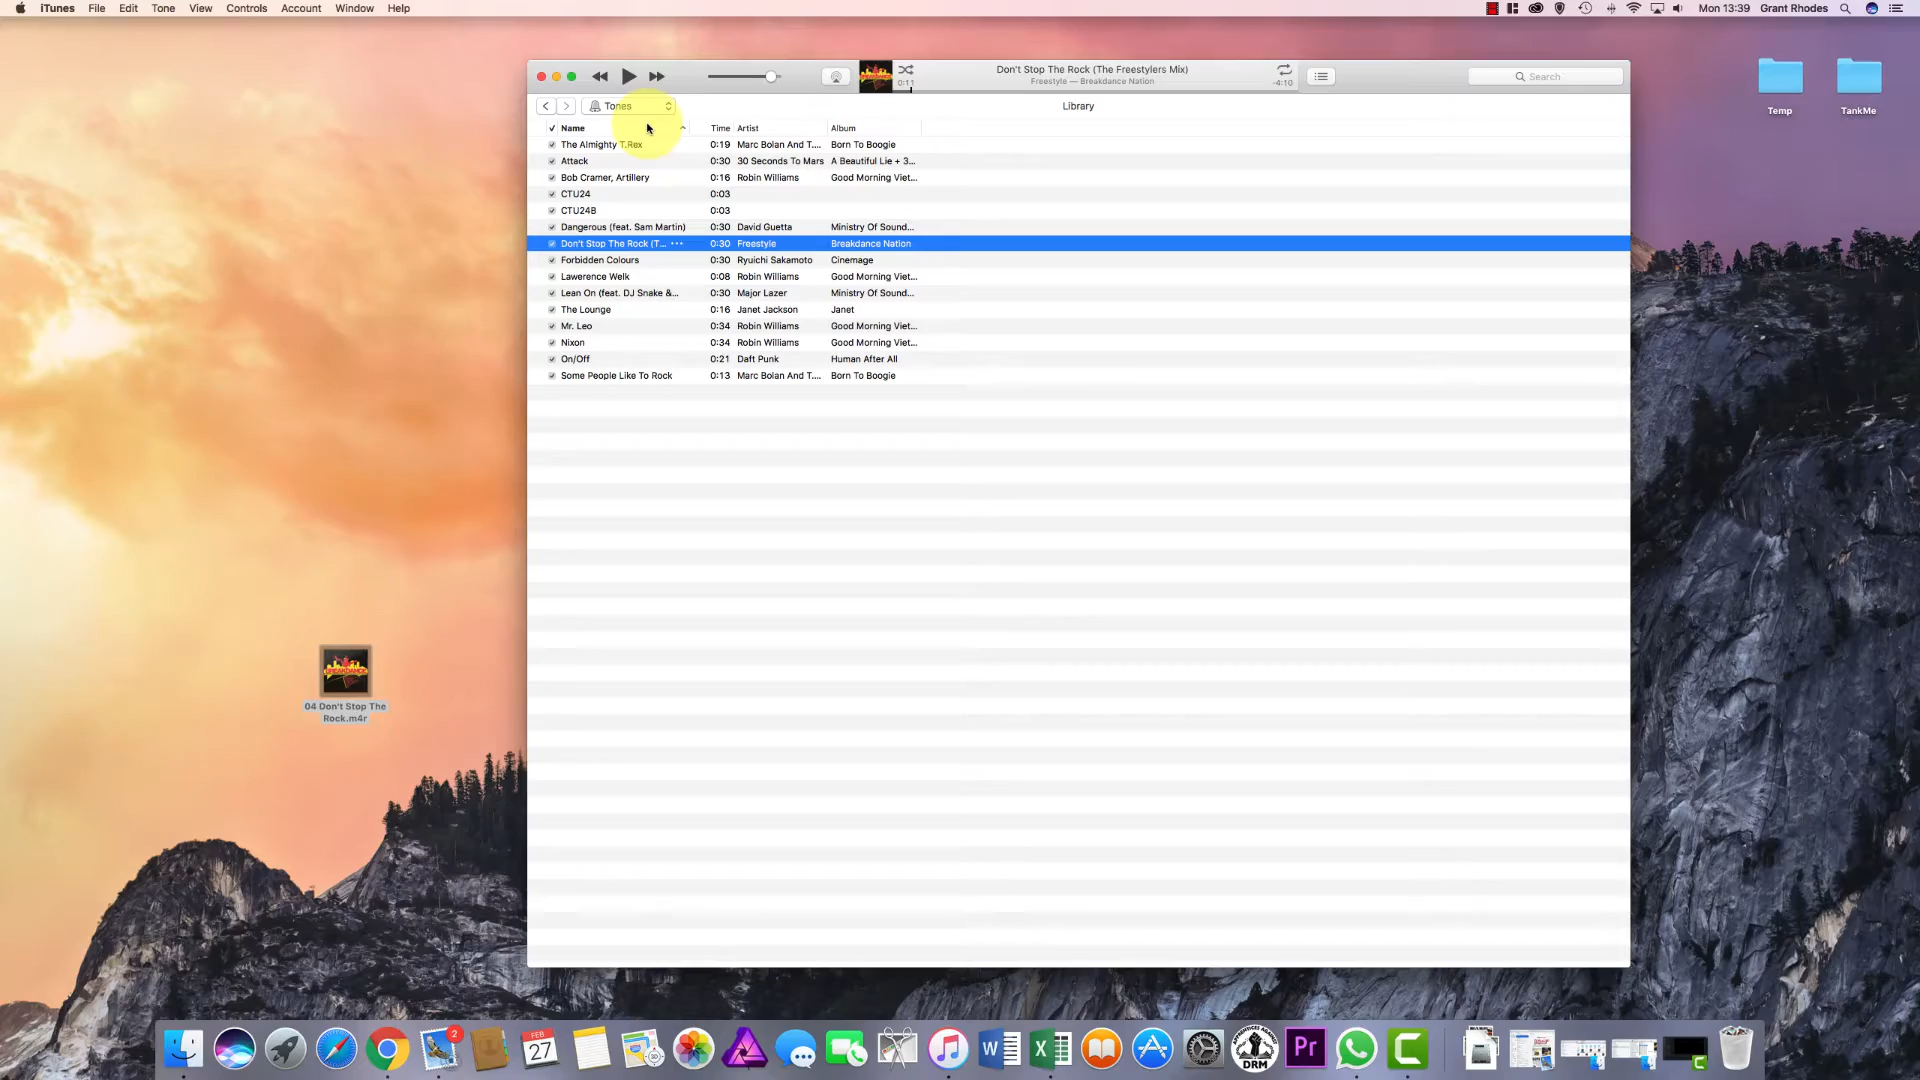 iTunes File Edit Tone View Controls Account Window Help
Mon 13:39 Grant Rhodes
Don't Stop The Rock (The Freestylers Mix)
Freestyle — Breakdance Nation
0:11 -4:10
Search
Tones
Library
Name Time Artist Album
The Almighty T.Rex 0:19 Marc Bolan And T.... Born To Boogie
Attack 0:30 30 Seconds To Mars A Beautiful Lie + 3...
Bob Cramer, Artillery 0:16 Robin Williams Good Morning Viet...
CTU24 0:03
CTU24B 0:03
Dangerous (feat. Sam Martin) 0:30 David Guetta Ministry Of Sound...
Don't Stop The Rock (T... 0:30 Freestyle Breakdance Nation
Forbidden Colours 0:30 Ryuichi Sakamoto Cinemage
Lawerence Welk 0:08 Robin Williams Good Morning Viet...
Lean On (feat. DJ Snake &... 0:30 Major Lazer Ministry Of Sound...
The Lounge 0:16 Janet Jackson Janet
Mr. Leo 0:34 Robin Williams Good Morning Viet...
Nixon 0:34 Robin Williams Good Morning Viet...
On/Off 0:21 Daft Punk Human After All
Some People Like To Rock 0:13 Marc Bolan And T.... Born To Boogie
Temp TankMe
04 Don't Stop The
Rock.m4r
2
FEB
27
W
X
Pr
DRM